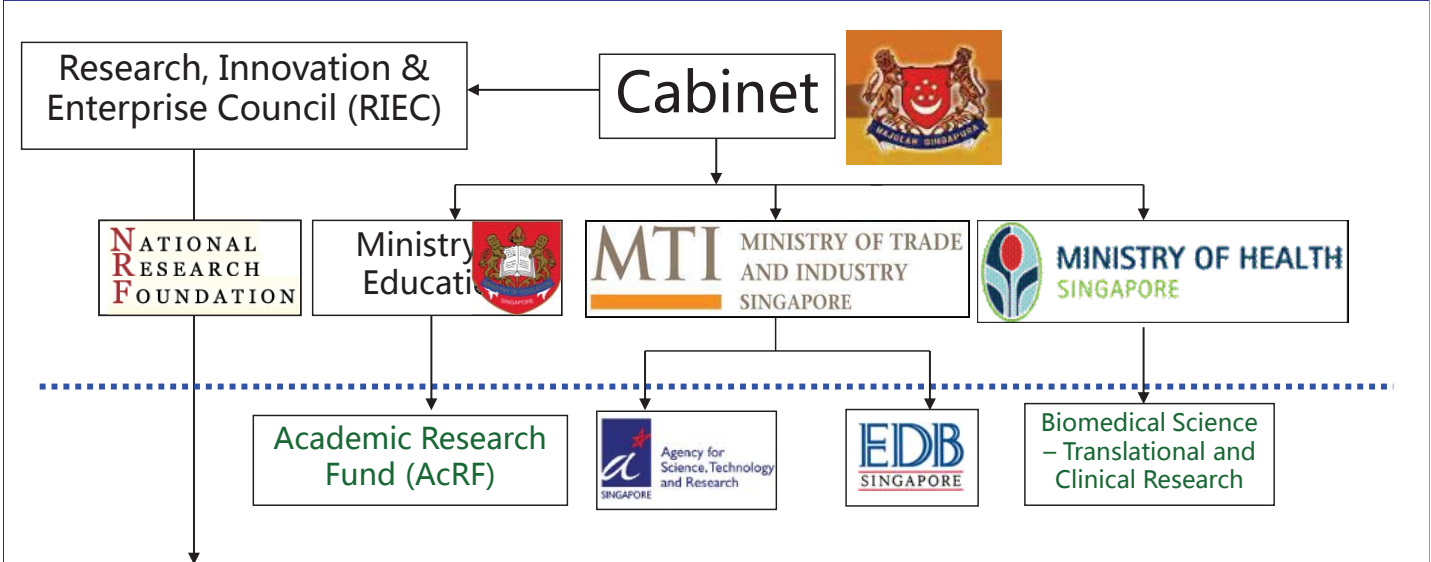 Research, Innovation &
Enterprise Council (RIEC)
Cabinet
MAJULAH SINGAPURA
NATIONAL
RESEARCH
FOUNDATION
Ministry
Educati
SINGAPORE
MTI
MINISTRY OF TRADE
AND INDUSTRY
SINGAPORE
MINISTRY OF HEALTH
SINGAPORE
Academic Research
Fund (AcRF)
a
SINGAPORE
Agency for
Science, Technology
and Research
EDB
SINGAPORE
Biomedical Science
– Translational and
Clinical Research